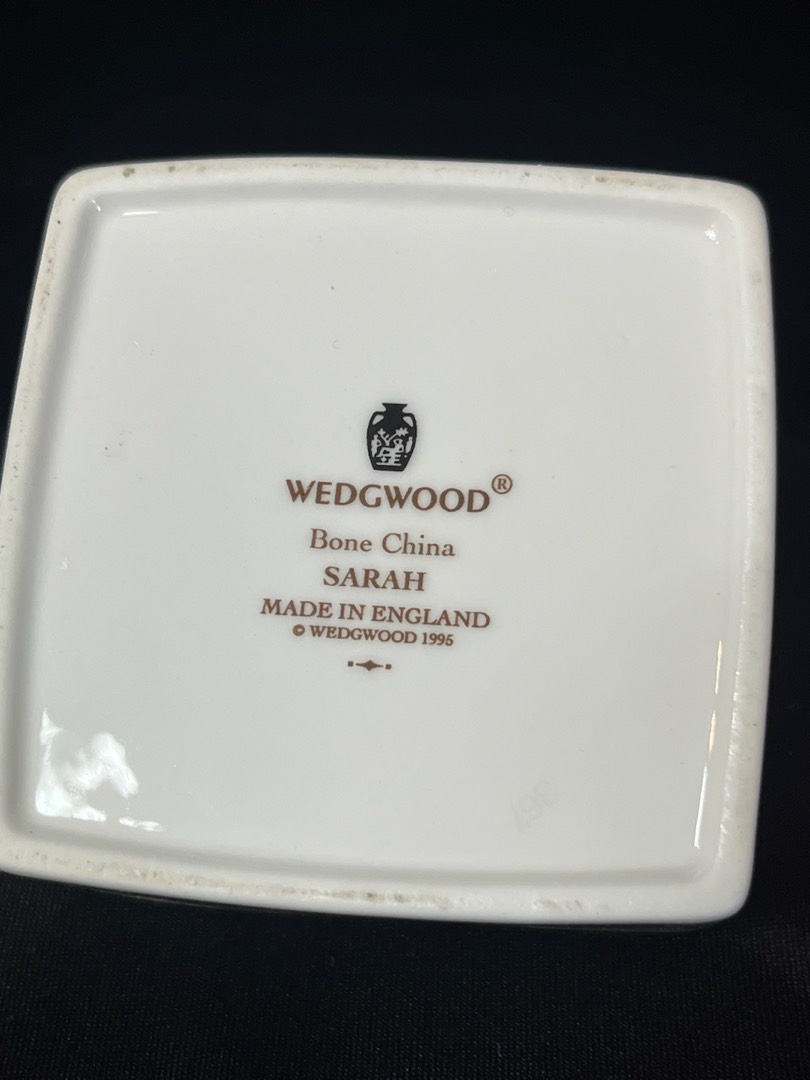 WEDGWOOD®
Bone China
SARAH
MADE IN ENGLAND
© WEDGWOOD 1995